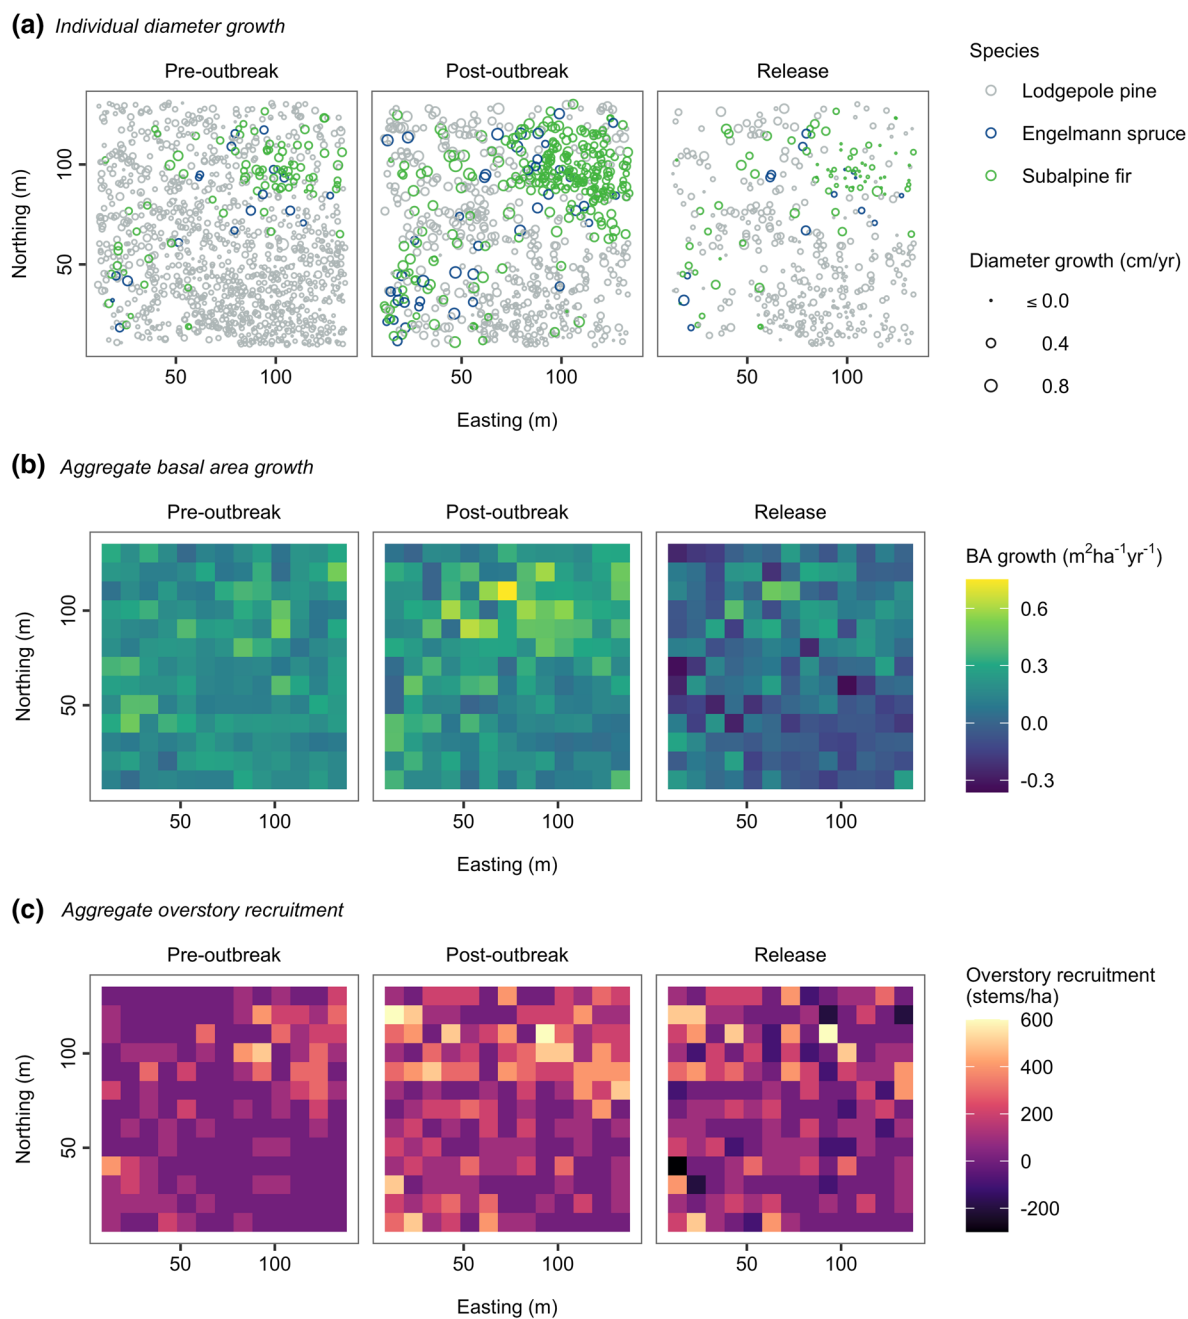 (a) Individual diameter growth
Pre-outbreak Post-outbreak Release
Species
Lodgepole pine
Engelmann spruce
Subalpine fir
Diameter growth (cm/yr)
≤ 0.0
0.4
0.8
Northing (m)
100
50
50 100 50 100 50 100
Easting (m)
(b) Aggregate basal area growth
Pre-outbreak Post-outbreak Release
BA growth (m²ha⁻¹yr⁻¹)
0.6
0.3
0.0
-0.3
Northing (m)
100
50
50 100 50 100 50 100
Easting (m)
(c) Aggregate overstory recruitment
Pre-outbreak Post-outbreak Release
Overstory recruitment
(stems/ha)
600
400
200
0
-200
Northing (m)
100
50
50 100 50 100 50 100
Easting (m)